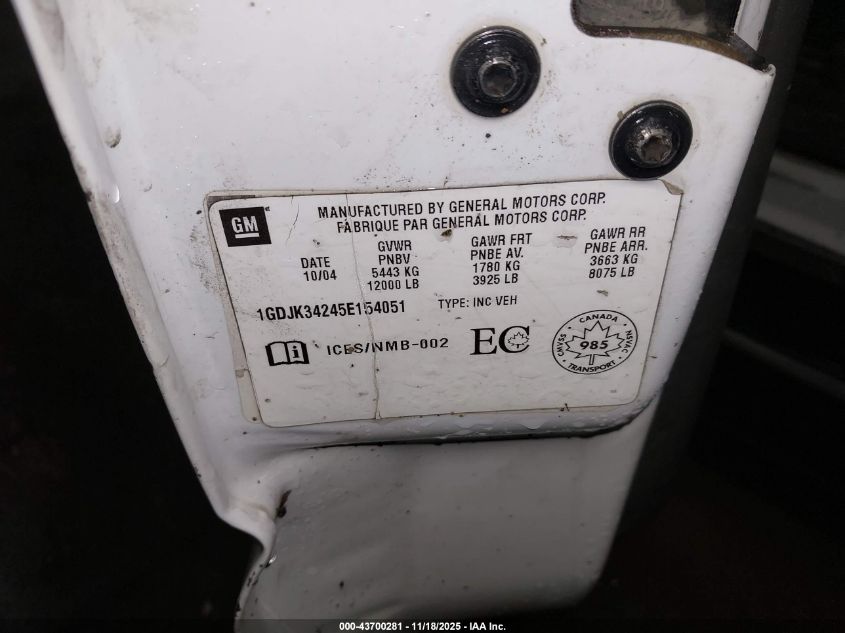 GM
MANUFACTURED BY GENERAL MOTORS CORP.
FABRIQUE PAR GENERAL MOTORS CORP.
DATE
10/04
GVWR
PNBV
5443 KG
12000 LB
GAWR FRT
PNBE AV.
1780 KG
3925 LB
GAWR RR
PNBE ARR.
3663 KG
8075 LB
1GDJK34245E154051 TYPE: INC VEH
i ICES/NMB-002 EC
CANADA
CMVSS 985 NSVAC
TRANSPORT
000-43700281 - 11/18/2025 - IAA Inc.